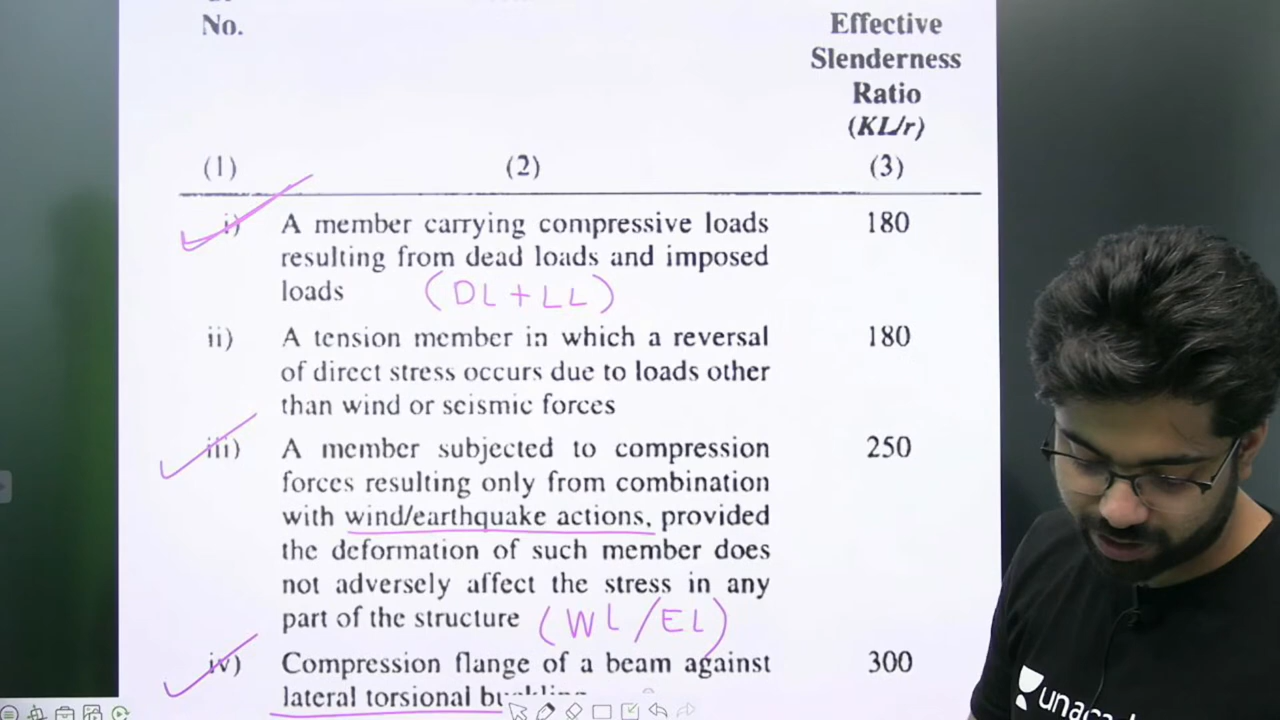 No.
Effective
Slenderness
Ratio
(KL/r)
(1) (2) (3)
i) A member carrying compressive loads 180
resulting from dead loads and imposed
loads (DL + LL)
ii) A tension member in which a reversal 180
of direct stress occurs due to loads other
than wind or seismic forces
iii) A member subjected to compression 250
forces resulting only from combination
with wind/earthquake actions, provided
the deformation of such member does
not adversely affect the stress in any
part of the structure (WL/EL)
iv) Compression flange of a beam against 300
lateral torsional buckling